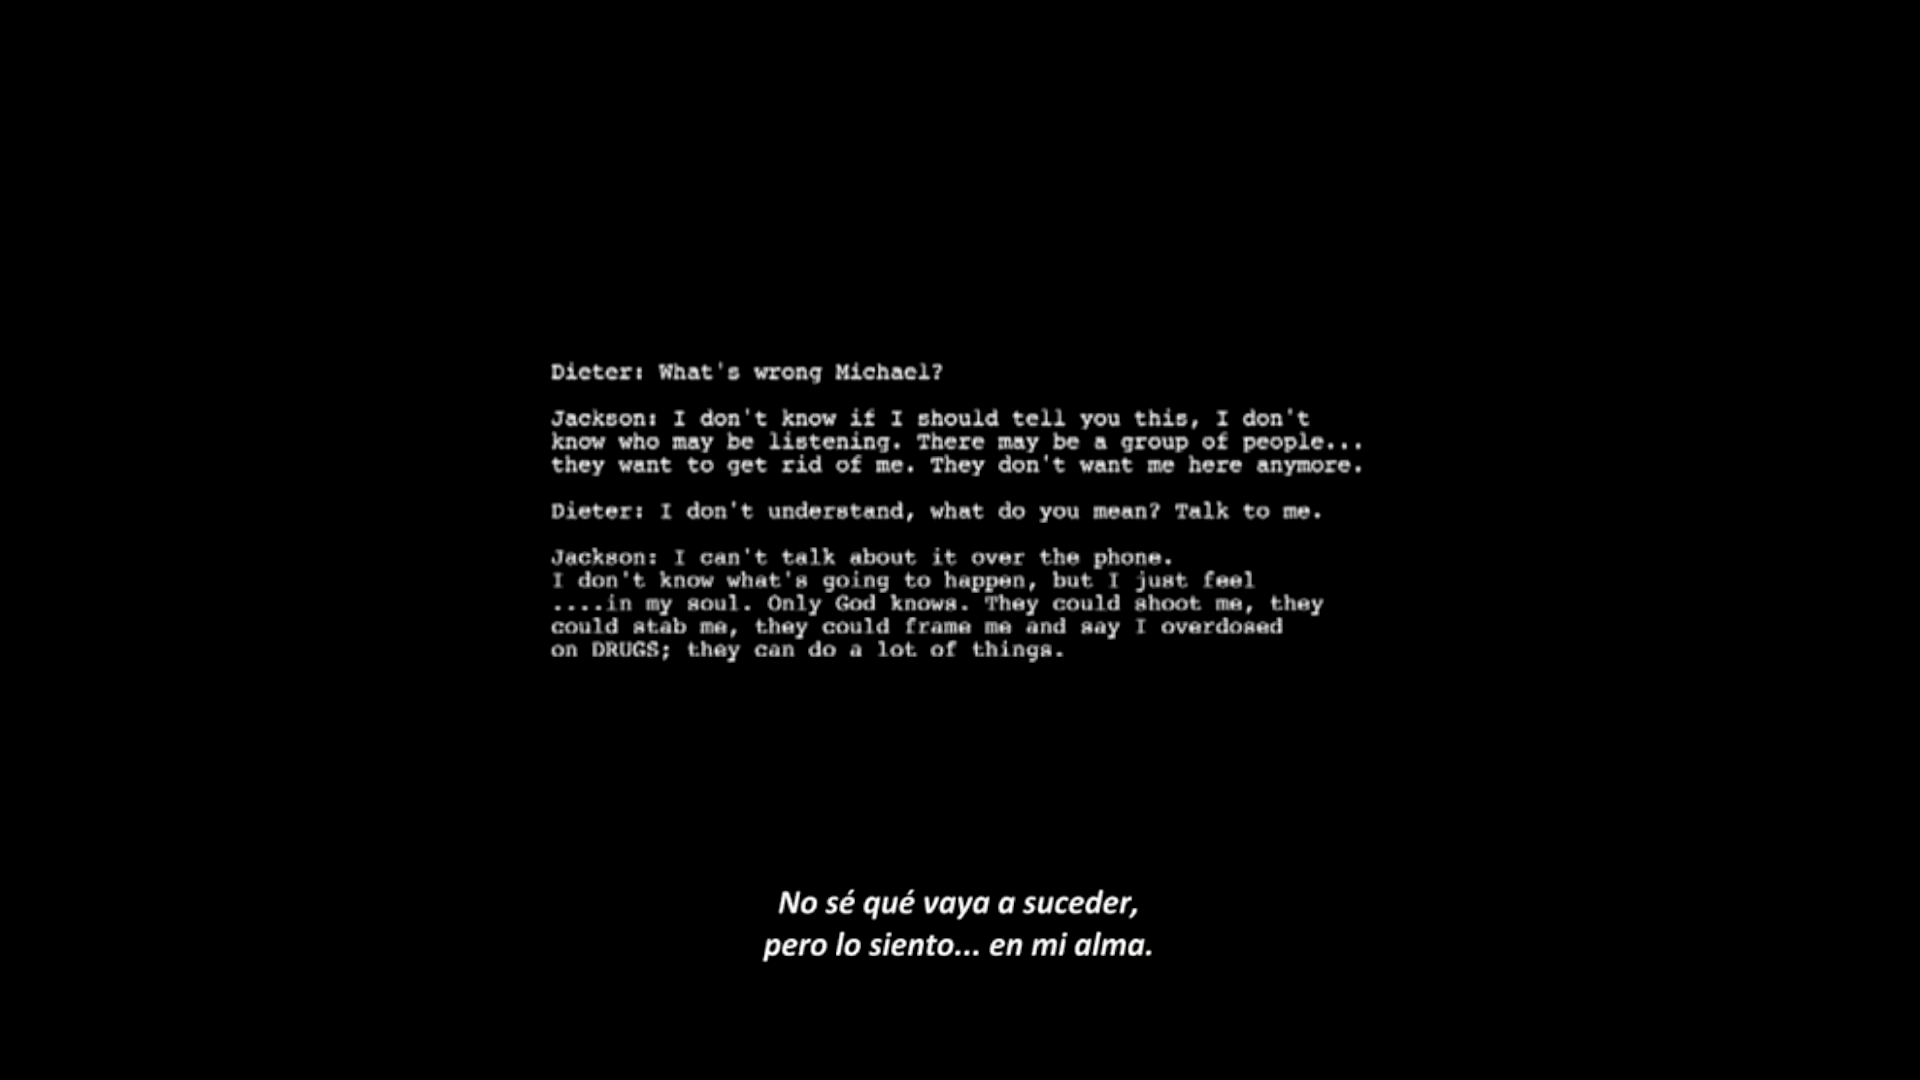 Dieter: What's wrong Michael?
Jackson: I don't know if I should tell you this, I don't
know who may be listening. There may be a group of people...
they want to get rid of me. They don't want me here anymore.
Dieter: I don't understand, what do you mean? Talk to me.
Jackson: I can't talk about it over the phone.
I don't know what's going to happen, but I just feel
....in my soul. Only God knows. They could shoot me, they
could stab me, they could frame me and say I overdosed
on DRUGS; they can do a lot of things.
No sé qué vaya a suceder,
pero lo siento... en mi alma.